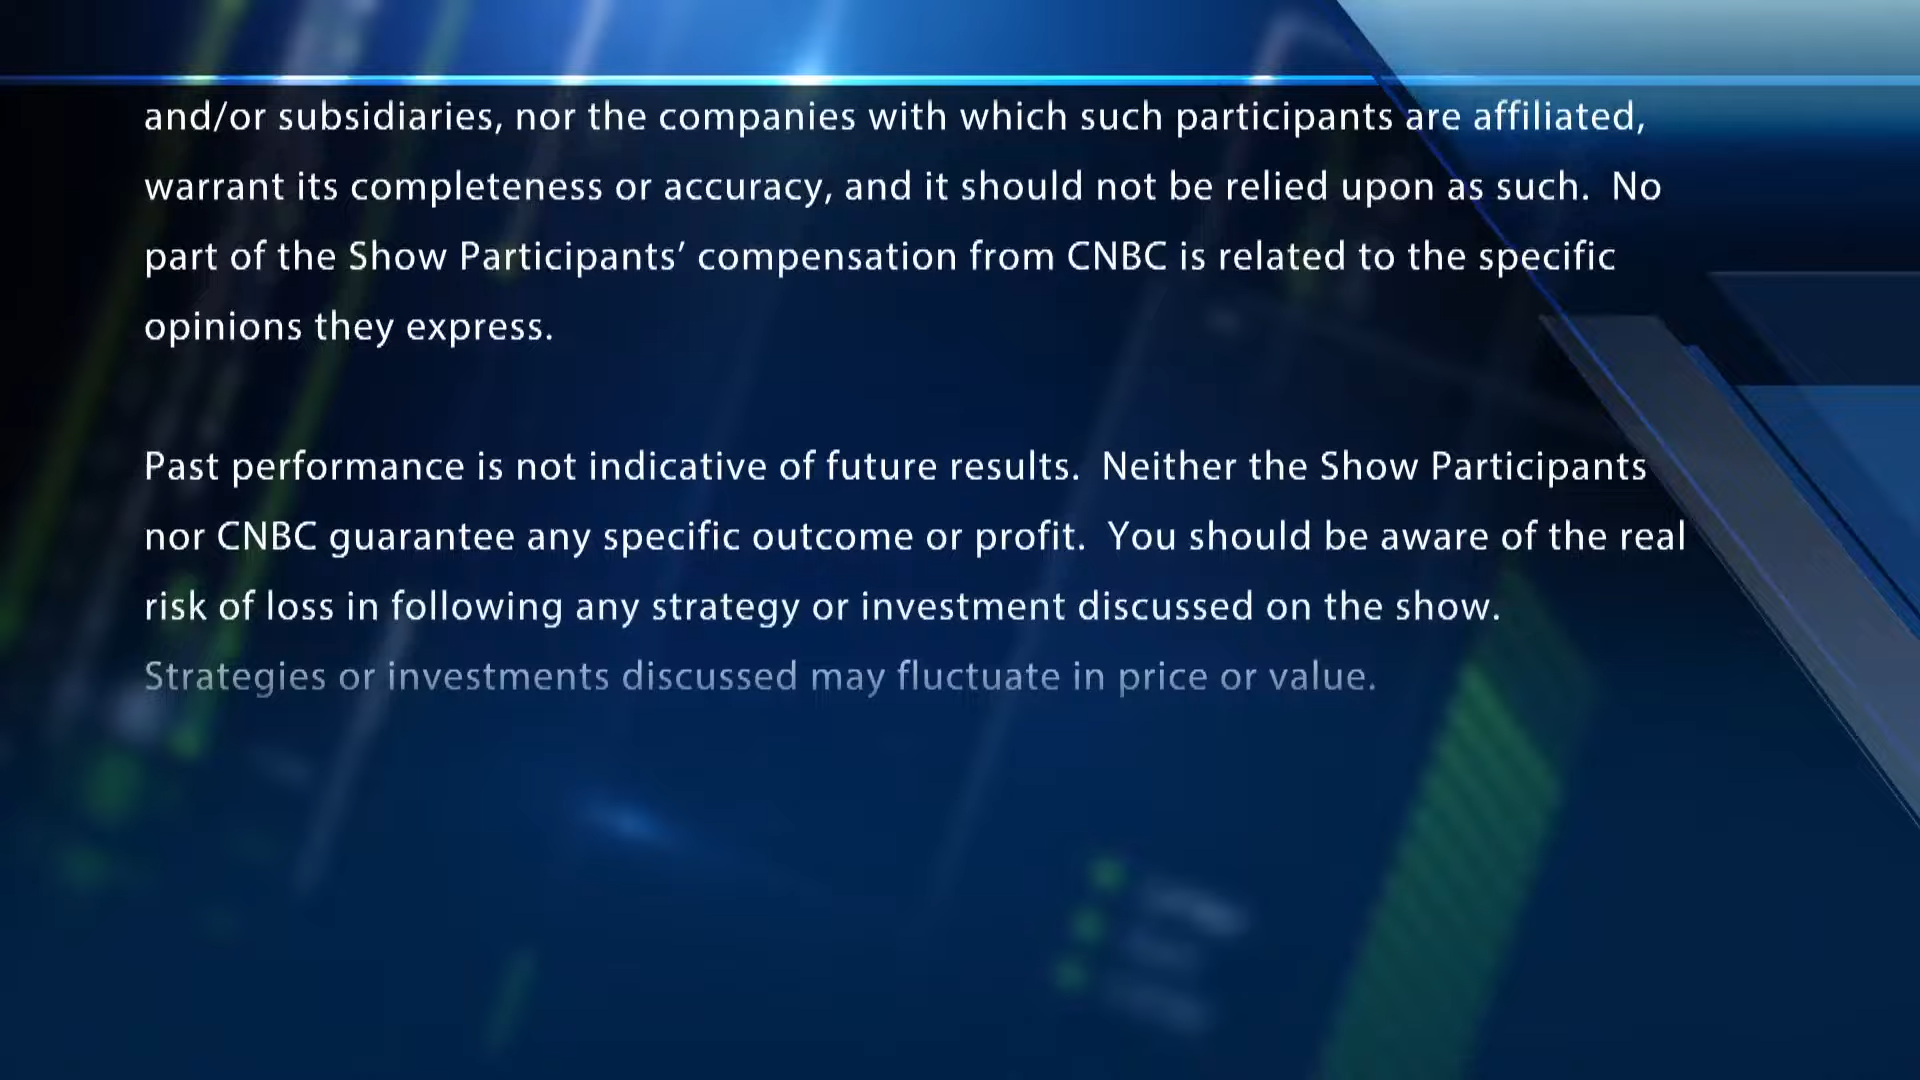 and/or subsidiaries, nor the companies with which such participants are affiliated,
warrant its completeness or accuracy, and it should not be relied upon as such.  No
part of the Show Participants’ compensation from CNBC is related to the specific
opinions they express.
Past performance is not indicative of future results.  Neither the Show Participants
nor CNBC guarantee any specific outcome or profit.  You should be aware of the real
risk of loss in following any strategy or investment discussed on the show.
Strategies or investments discussed may fluctuate in price or value.